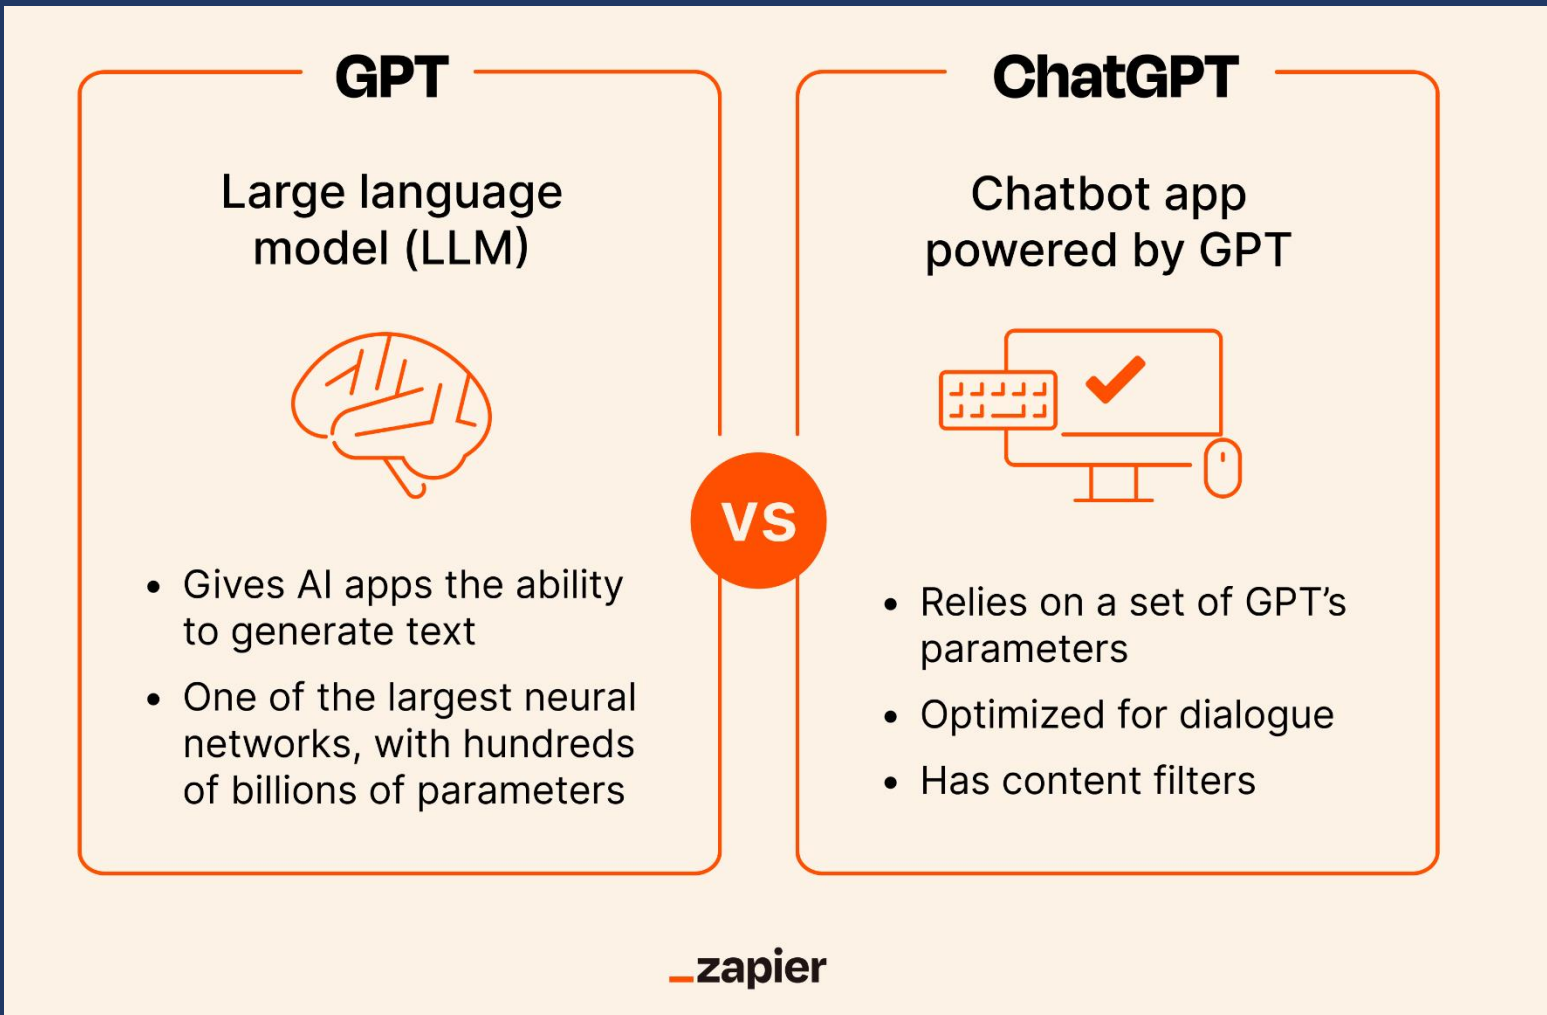 GPT
Large language
model (LLM)
• Gives AI apps the ability
to generate text
• One of the largest neural
networks, with hundreds
of billions of parameters
VS
ChatGPT
Chatbot app
powered by GPT
• Relies on a set of GPT’s
parameters
• Optimized for dialogue
• Has content filters
_zapier